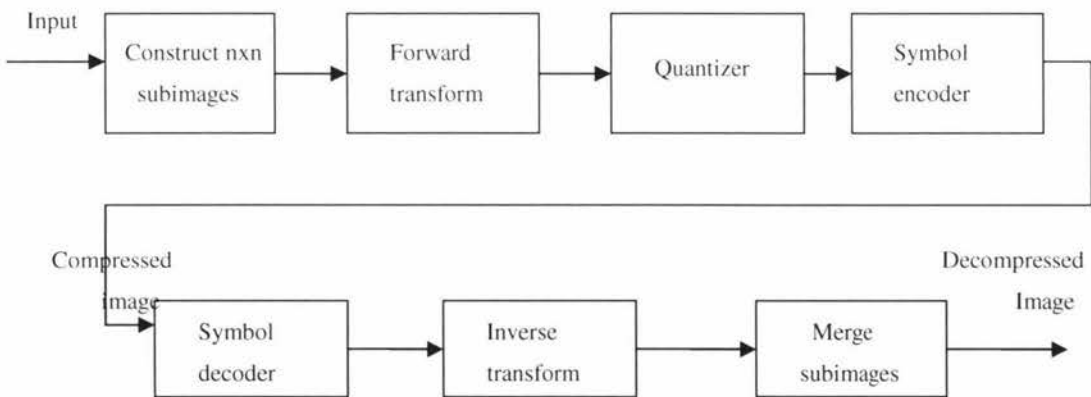 Input
Construct nxn
subimages
Forward
transform
Quantizer
Symbol
encoder
Compressed
image
Decompressed
Image
Symbol
decoder
Inverse
transform
Merge
subimages